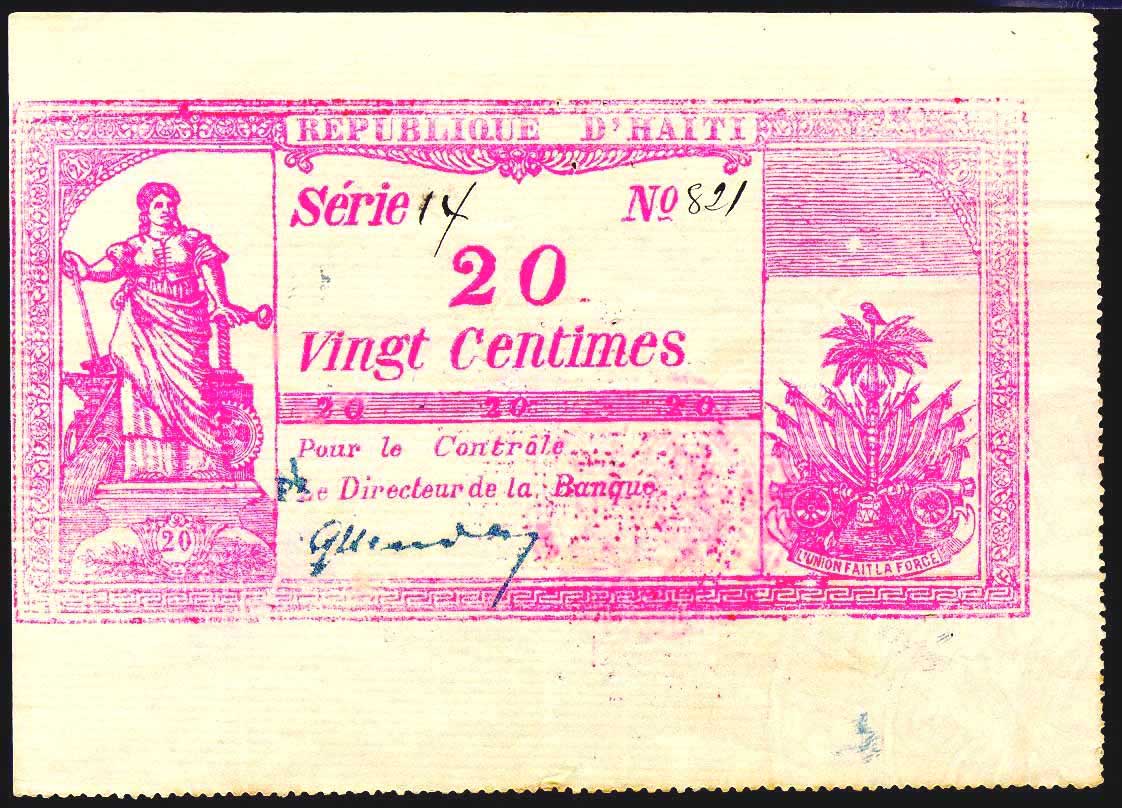 REPUBLIQUE D'HAITI
20
Série 14 No 821
20
Vingt Centimes
20 20 20
Pour le Contrôle
Le Directeur de la Banque
20
L'UNION FAIT LA FORCE